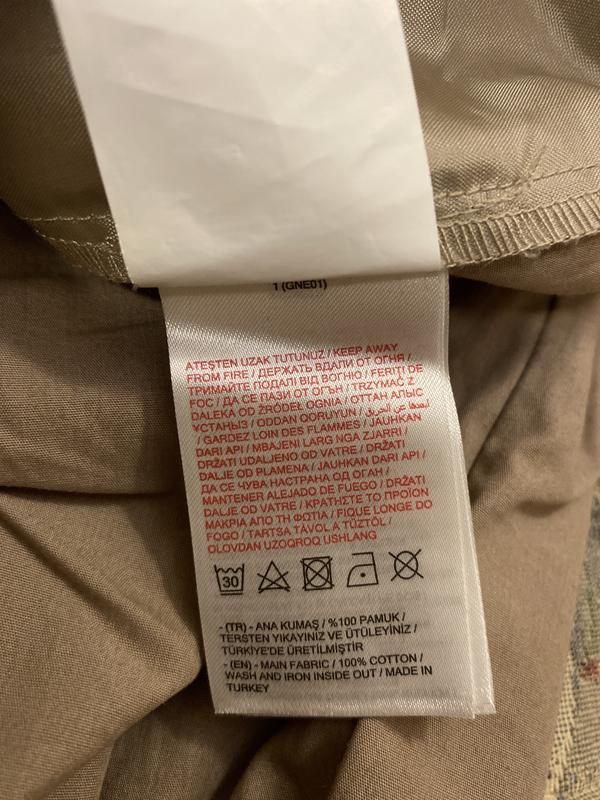 1 (GNE01)
ATEŞTEN UZAK TUTUNUZ / KEEP AWAY
FROM FIRE / ДЕРЖАТЬ ВДАЛИ ОТ ОГНЯ /
ТРИМАЙТЕ ПОДАЛІ ВІД ВОГНЮ / FERIȚI DE
FOC / ДА СЕ ПАЗИ ОТ ОГЪН / TRZYMAĆ Z
DALEKA OD ŹRÓDEŁ OGNIA / ОТТАН АЛЫС
ҰСТАҢЫЗ / ODDAN QORUYUN / عن الحريق
/ GARDEZ LOIN DES FLAMMES / JAUHKAN
DARI API / MBAJENI LARG NGA ZJARRI /
DRŽATI UDALJENO OD VATRE / DRŽATI
DALJE OD PLAMENA / JAUHKAN DARI API /
ДА СЕ ЧУВА НАСТРАНА ОД ОГАН /
MANTENER ALEJADO DE FUEGO / DRŽATI
DALJE OD VATRE / ΚΡΑΤΗΣΤΕ ΤΟ ΠΡΟΪΟΝ
ΜΑΚΡΙΑ ΑΠΟ ΤΗ ΦΩΤΙΑ / FIQUE LONGE DO
FOGO / TARTSA TÁVOL A TŰZTŐL /
OLOVDAN UZOQROQ USHLANG
30
- (TR) - ANA KUMAŞ / %100 PAMUK /
TERSTEN YIKAYINIZ VE ÜTÜLEYİNİZ /
TÜRKİYE'DE ÜRETİLMİŞTİR
- (EN) - MAIN FABRIC / 100% COTTON /
WASH AND IRON INSIDE OUT / MADE IN
TURKEY